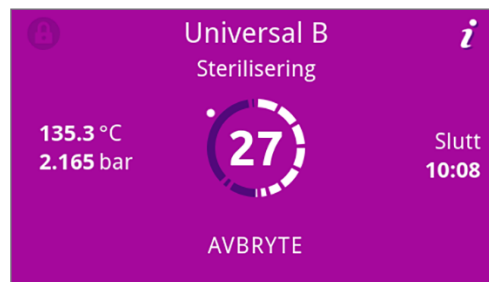 Universal B
i
Sterilisering
135.3 °C
2.165 bar
27
Slutt
10:08
AVBRYTE